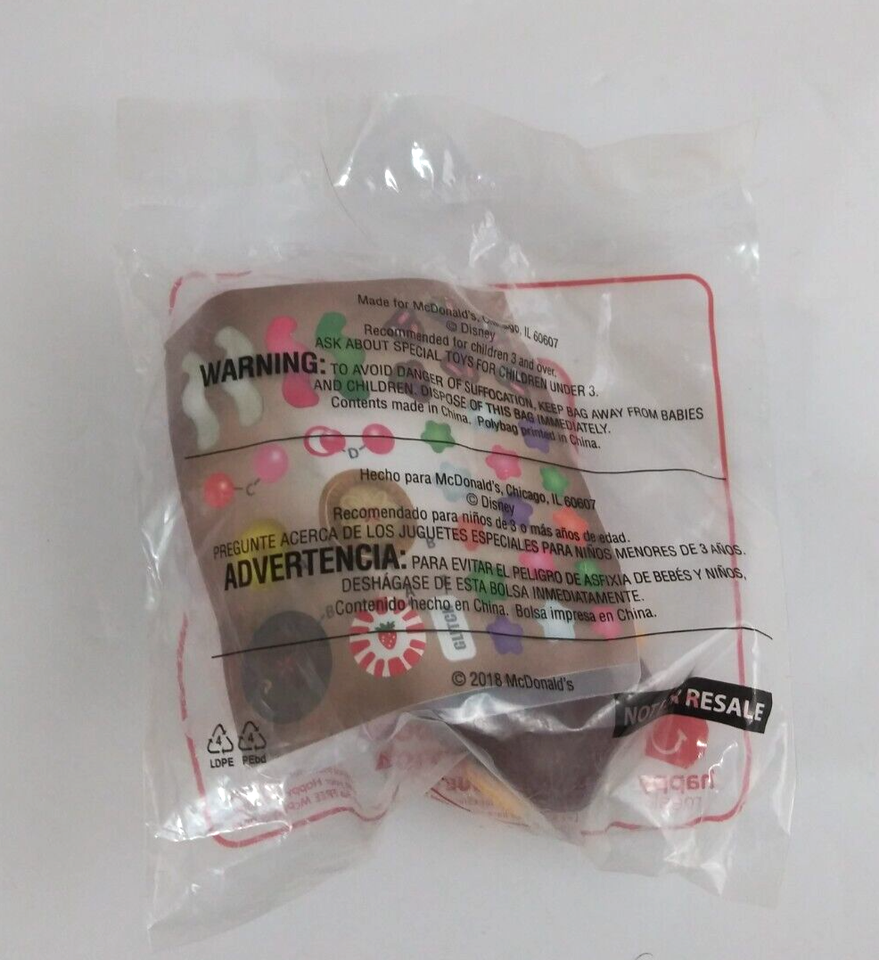 Made for McDonald's, Chicago, IL 60607
© Disney
Recommended for children 3 and over.
ASK ABOUT SPECIAL TOYS FOR CHILDREN UNDER 3.
WARNING: TO AVOID DANGER OF SUFFOCATION, KEEP BAG AWAY FROM BABIES
AND CHILDREN. DISPOSE OF THIS BAG IMMEDIATELY.
Contents made in China. Polybag printed in China.
D
C
Hecho para McDonald's, Chicago, IL 60607
© Disney
Recomendado para niños de 3 o más años de edad.
B
PREGUNTE ACERCA DE LOS JUGUETES ESPECIALES PARA NIÑOS MENORES DE 3 AÑOS.
ADVERTENCIA: PARA EVITAR EL PELIGRO DE ASFIXIA DE BEBÉS Y NIÑOS,
DESHÁGASE DE ESTA BOLSA INMEDIATAMENTE.
A
B
Contenido hecho en China. Bolsa impresa en China.
GLITCH
© 2018 McDonald's
NOT RESALE
4 4
LDPE PEbd
happy